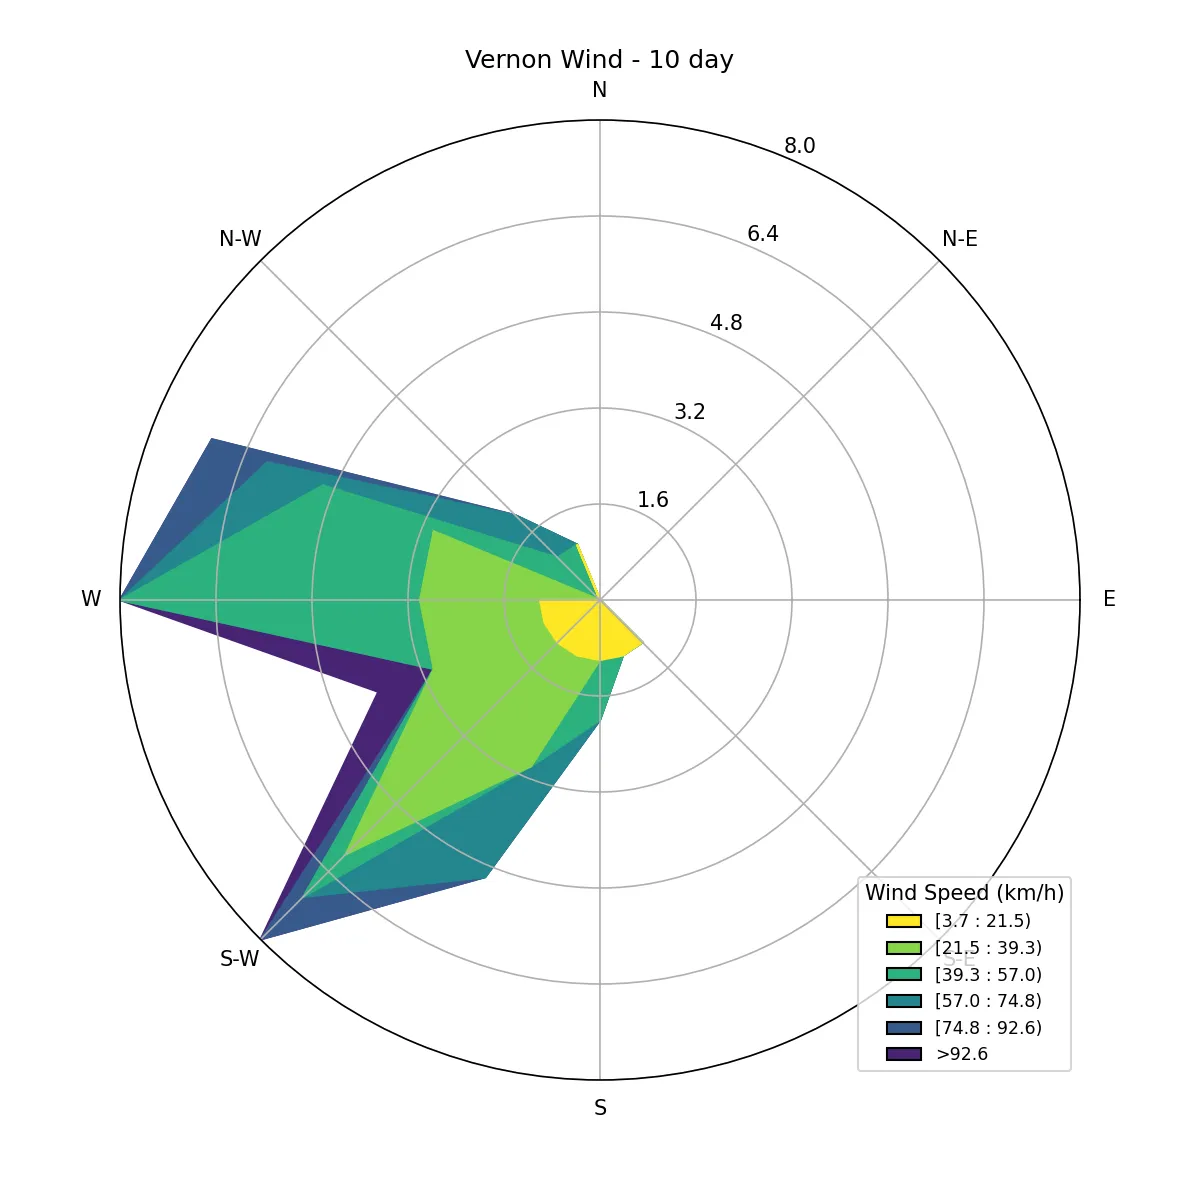 Vernon Wind - 10 day
N
8.0
N-W
N-E
6.4
4.8
3.2
1.6
W
E
S-W
S-E
S
Wind Speed (km/h)
[3.7 : 21.5)
[21.5 : 39.3)
[39.3 : 57.0)
[57.0 : 74.8)
[74.8 : 92.6)
>92.6